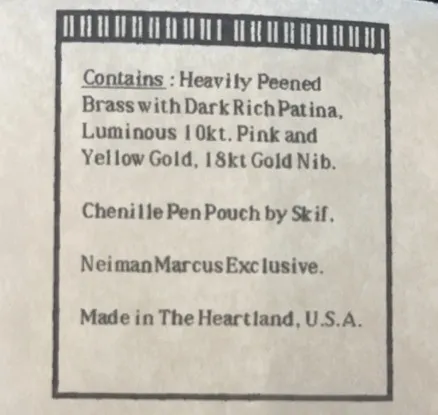 Contains : Heavily Peened
Brass with Dark Rich Patina,
Luminous 10kt. Pink and
Yellow Gold, 18kt Gold Nib.
Chenille Pen Pouch by Skif.
Neiman Marcus Exclusive.
Made in The Heartland, U.S.A.